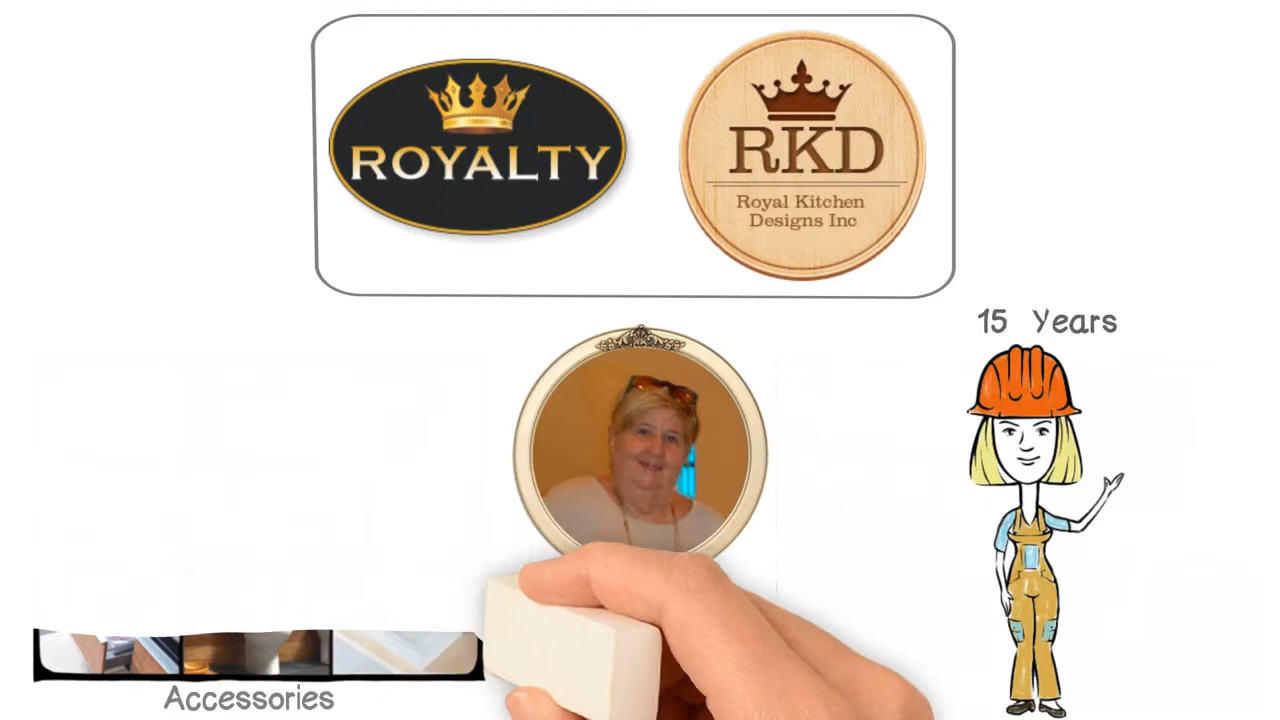 ROYALTY
RKD
Royal Kitchen
Designs Inc
15 Years
Accessories